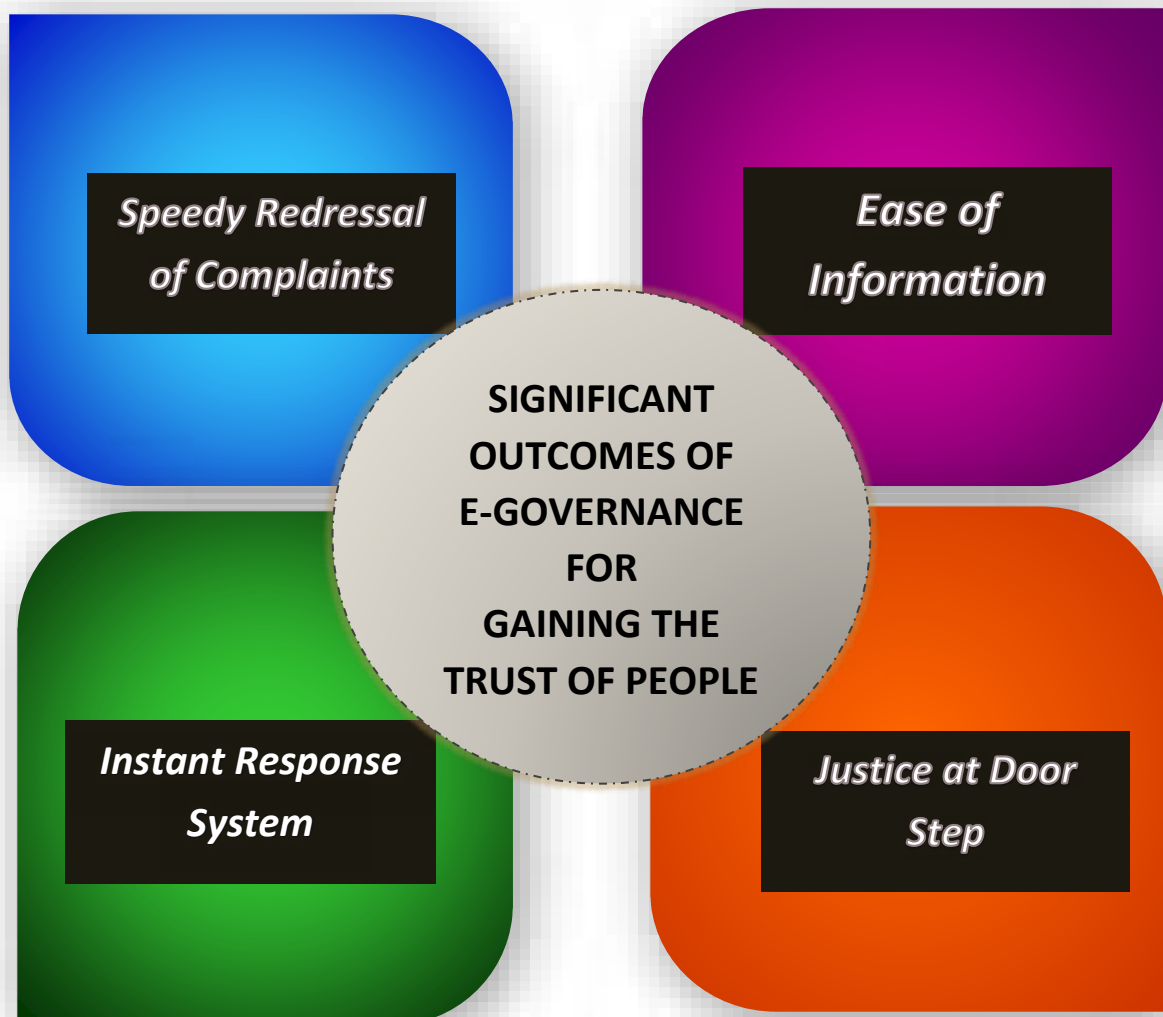 Speedy Redressal
of Complaints
Ease of
Information
SIGNIFICANT
OUTCOMES OF
E-GOVERNANCE
FOR
GAINING THE
TRUST OF PEOPLE
Instant Response
System
Justice at Door
Step